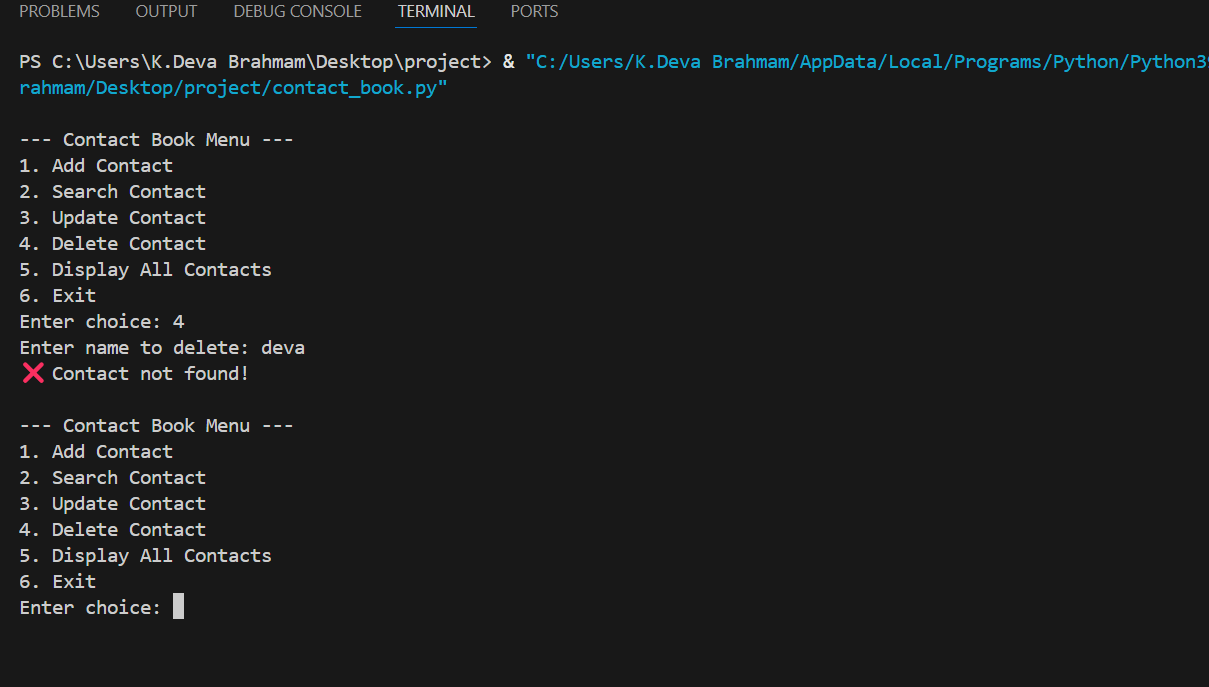 PROBLEMS OUTPUT DEBUG CONSOLE TERMINAL PORTS
PS C:\Users\K.Deva Brahmam\Desktop\project> & "C:/Users/K.Deva Brahmam/AppData/Local/Programs/Python/Python39
rahmam/Desktop/project/contact_book.py"
--- Contact Book Menu ---
1. Add Contact
2. Search Contact
3. Update Contact
4. Delete Contact
5. Display All Contacts
6. Exit
Enter choice: 4
Enter name to delete: deva
❌ Contact not found!
--- Contact Book Menu ---
1. Add Contact
2. Search Contact
3. Update Contact
4. Delete Contact
5. Display All Contacts
6. Exit
Enter choice: